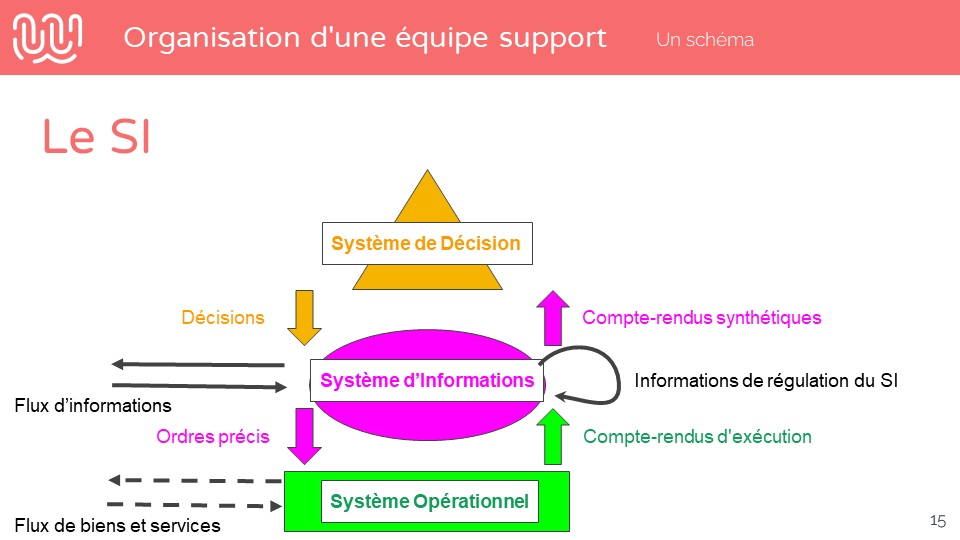 Organisation d'une équipe support
Un schéma
Le SI
Système de Décision
Décisions
Compte-rendus synthétiques
Système d’Informations
Informations de régulation du SI
Flux d’informations
Ordres précis
Compte-rendus d'exécution
Système Opérationnel
Flux de biens et services
15